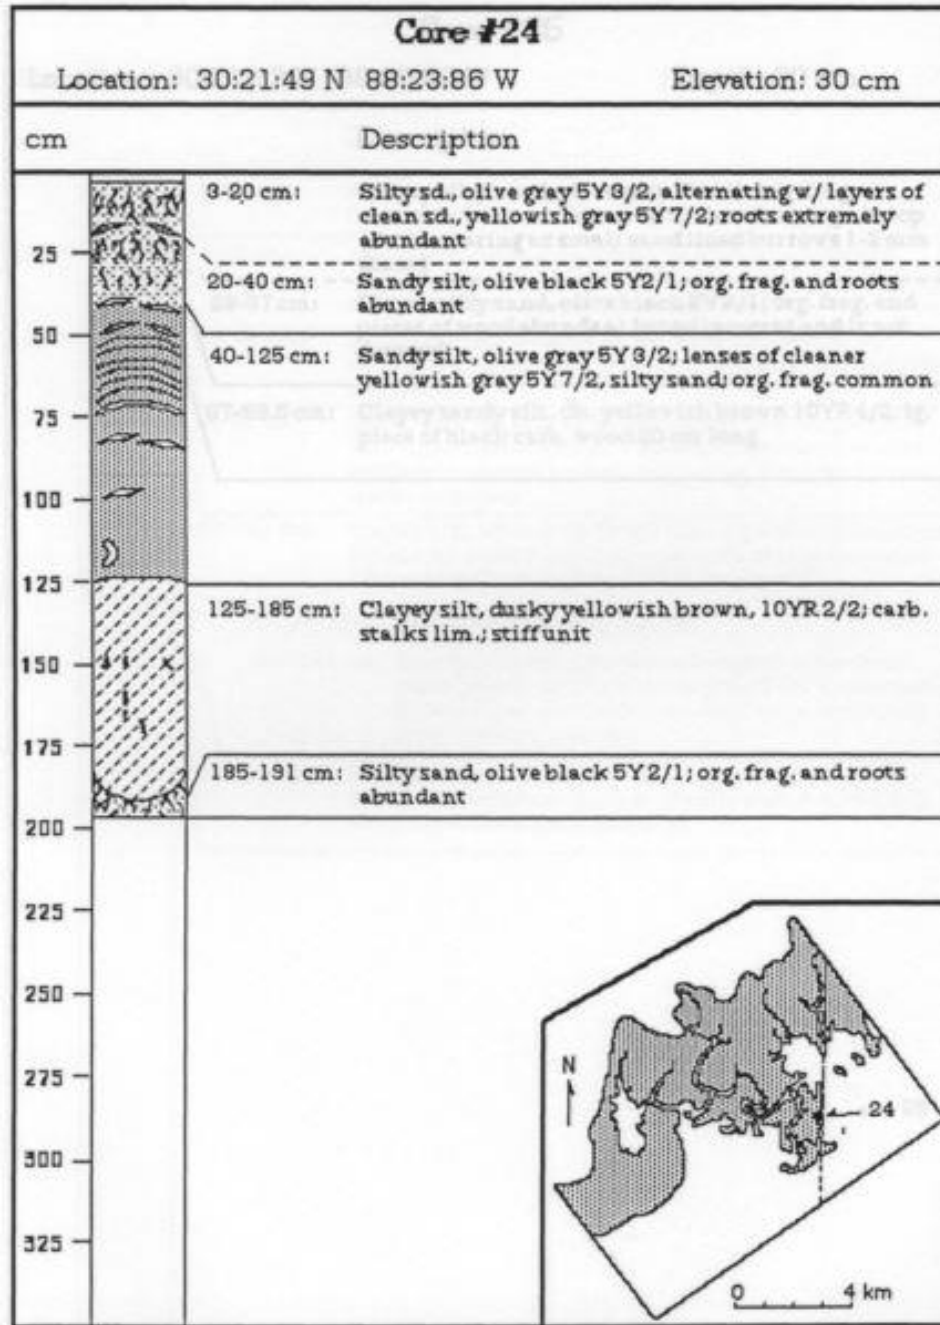 Core #24
Location: 30:21:49 N 88:23:86 W Elevation: 30 cm
cm Description
3-20 cm: Silty sd., olive gray 5Y 3/2, alternating w/ layers of
clean sd., yellowish gray 5Y 7/2; roots extremely
abundant
25
20-40 cm: Sandy silt, olive black 5Y2/1; org. frag. and roots
abundant
50
40-125 cm: Sandy silt, olive gray 5Y 3/2; lenses of cleaner
yellowish gray 5Y 7/2, silty sand; org. frag. common
75
100
125
125-185 cm: Clayey silt, dusky yellowish brown, 10YR 2/2; carb.
stalks lim.; stiff unit
150
175
185-191 cm: Silty sand, olive black 5Y 2/1; org. frag. and roots
abundant
200
225
250
275
300
325
N
24
0 4 km